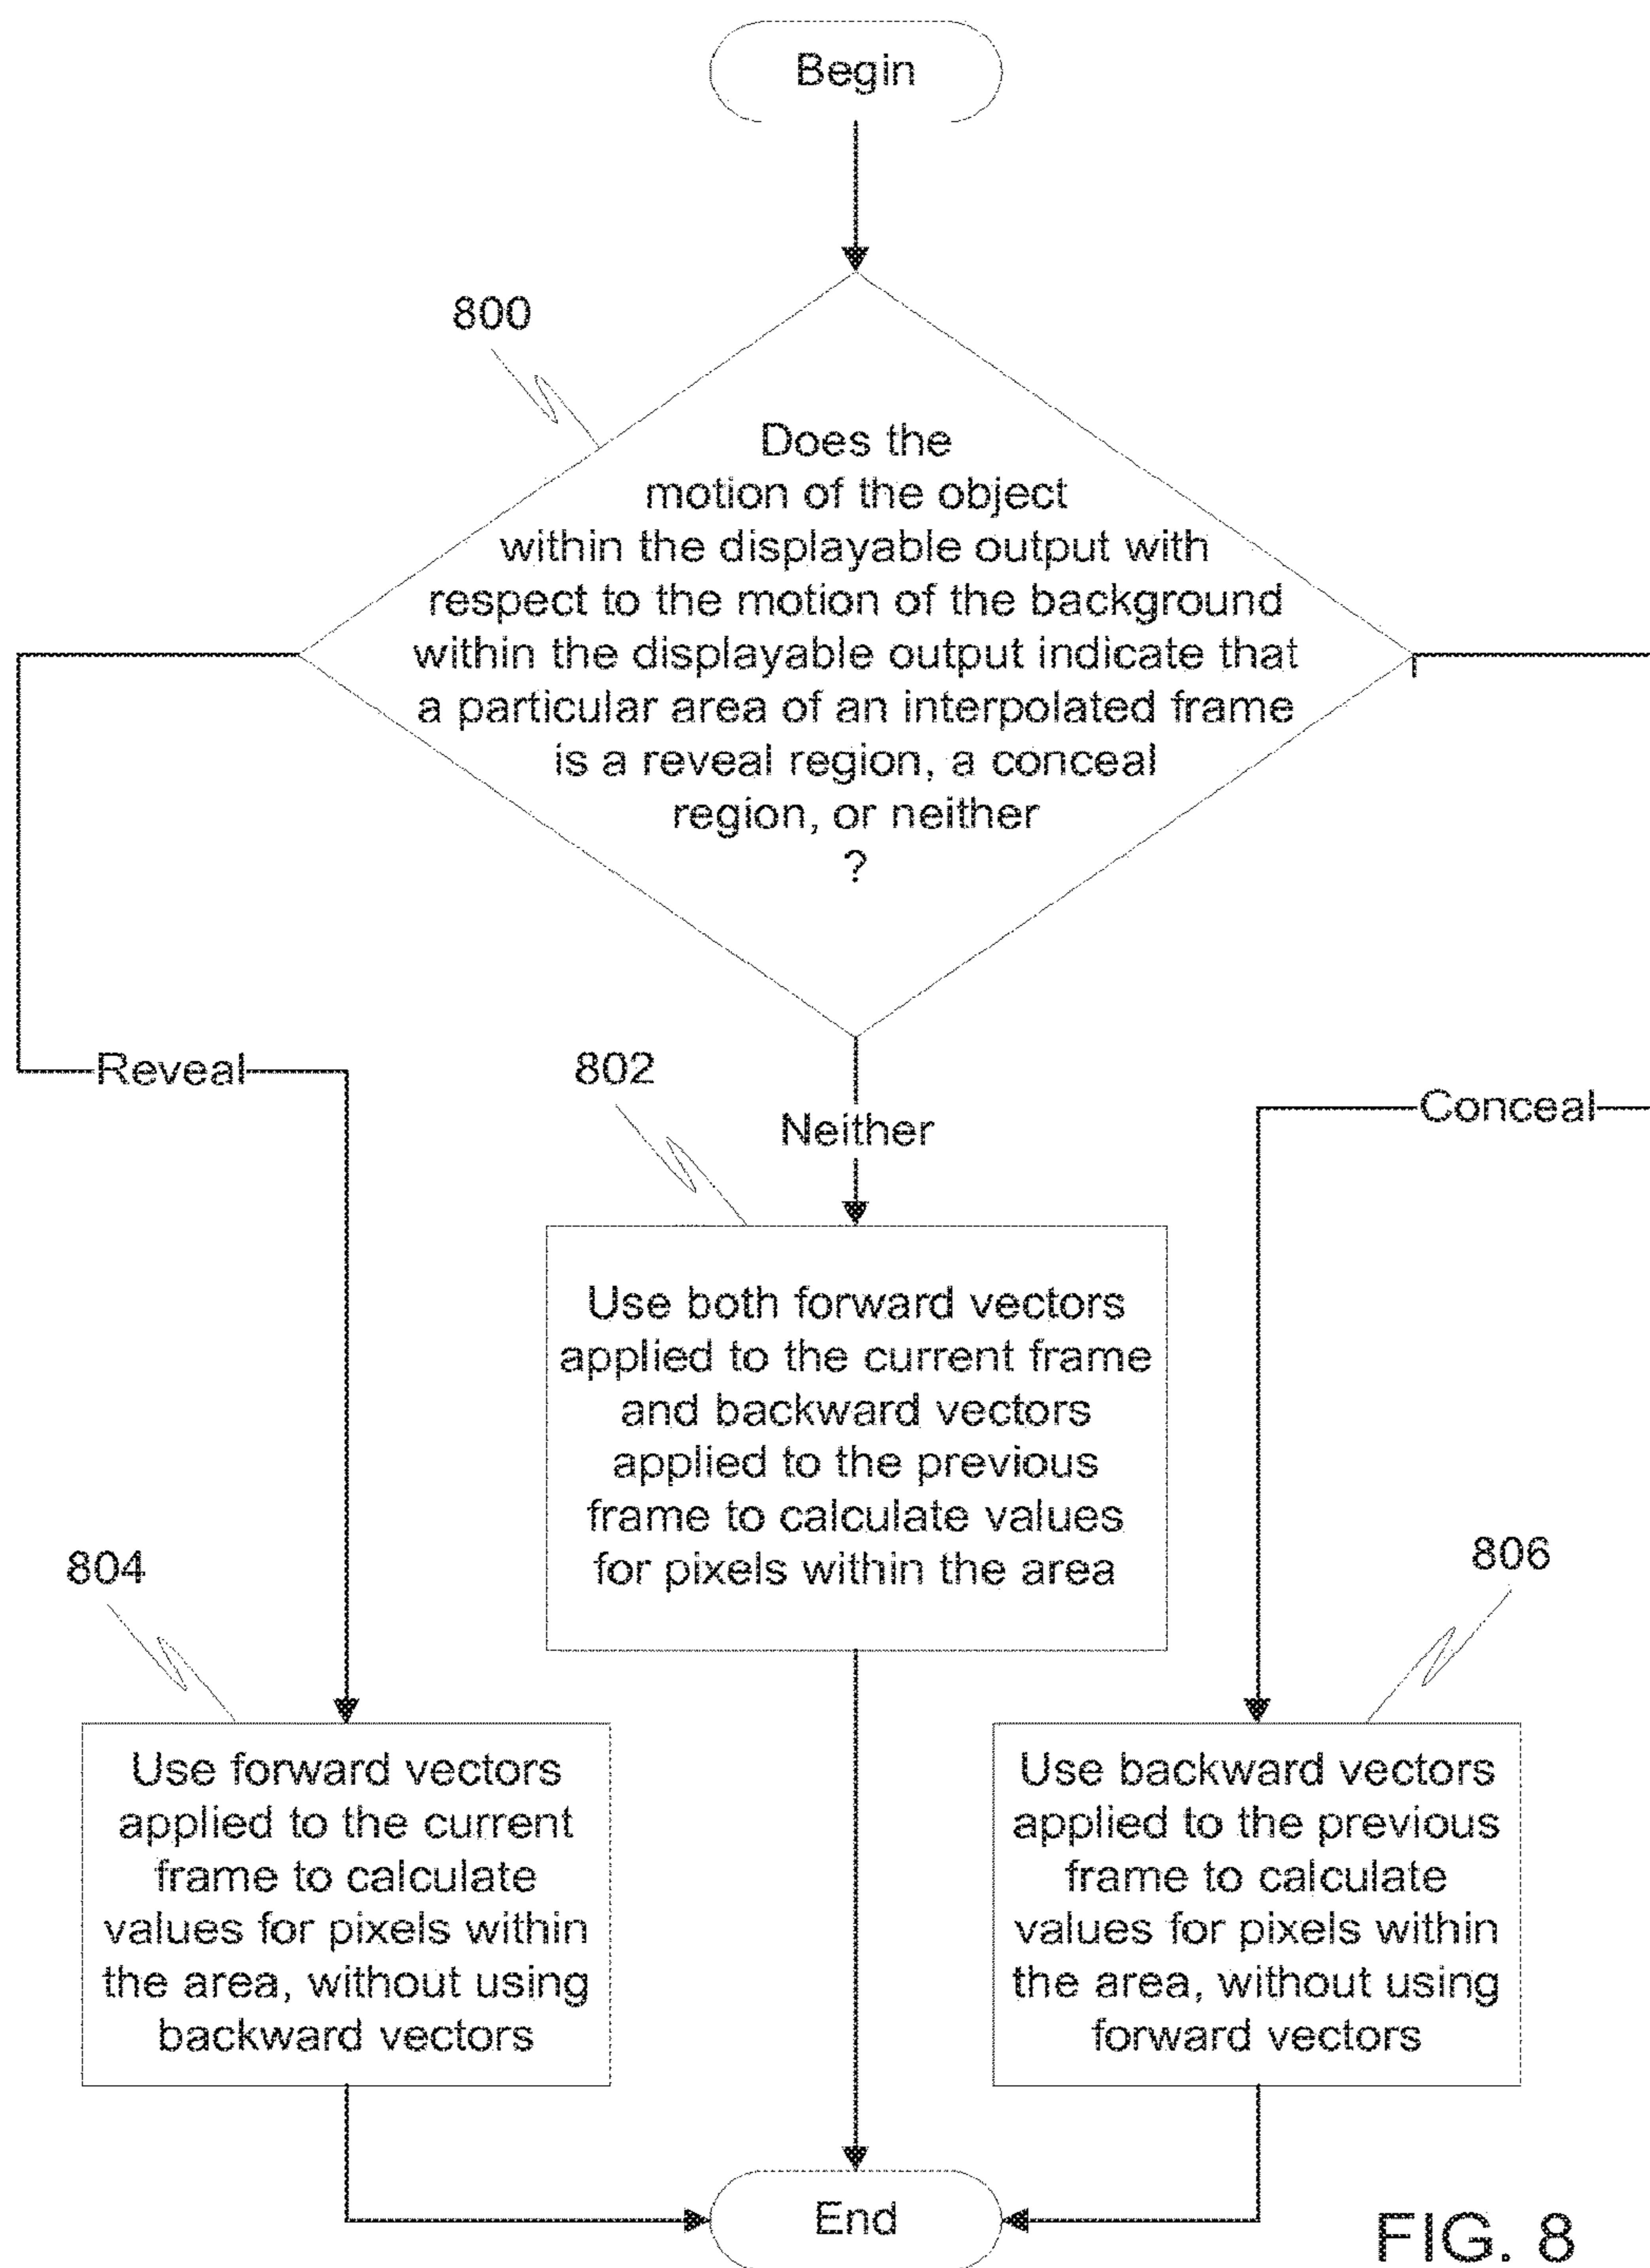 Begin
800
Does the
motion of the object
within the displayable output with
respect to the motion of the background
within the displayable output indicate that
a particular area of an interpolated frame
is a reveal region, a conceal
region, or neither
?
Reveal
802
Neither
Conceal
Use both forward vectors
applied to the current frame
and backward vectors
applied to the previous
frame to calculate values
for pixels within the area
804
806
Use forward vectors
applied to the current
frame to calculate
values for pixels within
the area, without using
backward vectors
Use backward vectors
applied to the previous
frame to calculate
values for pixels within
the area, without using
forward vectors
End
FIG. 8